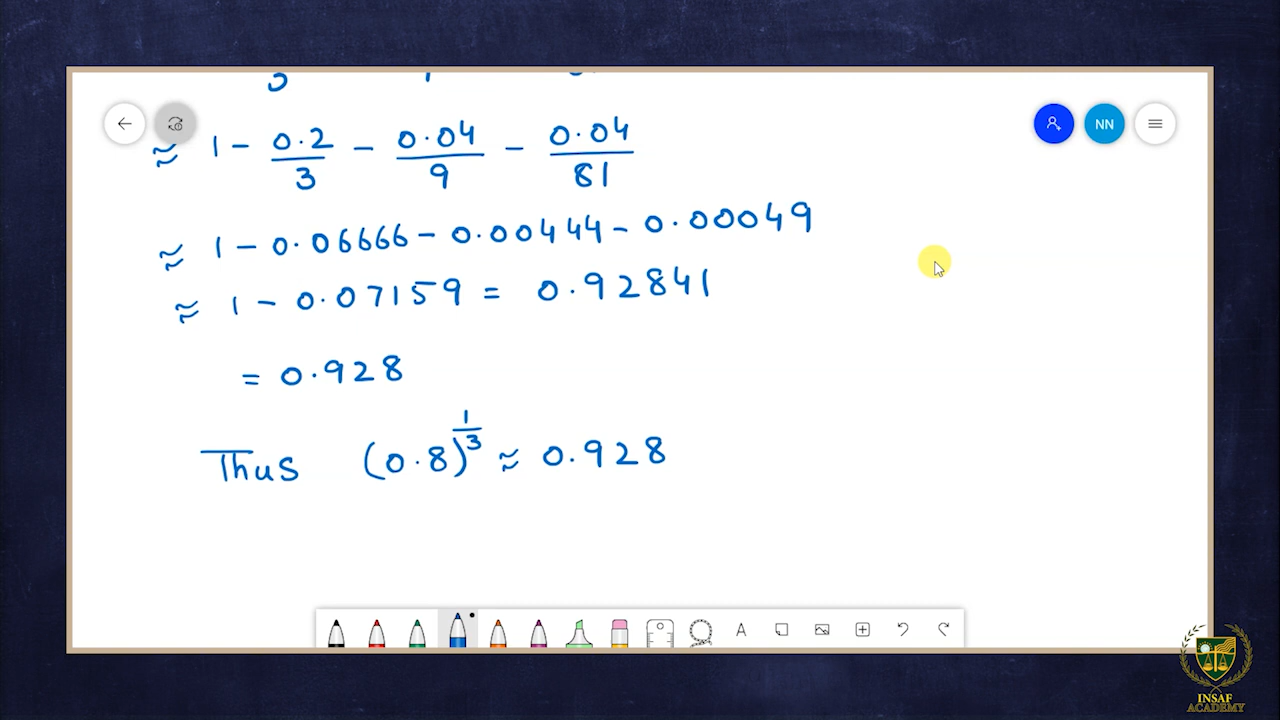 NN
≈ 1 - 0.2/3 - 0.04/9 - 0.04/81
≈ 1 - 0.06666 - 0.00444 - 0.00049
≈ 1 - 0.07159 = 0.92841
= 0.928
Thus (0.8)^(1/3) ≈ 0.928
A
INSAF
ACADEMY